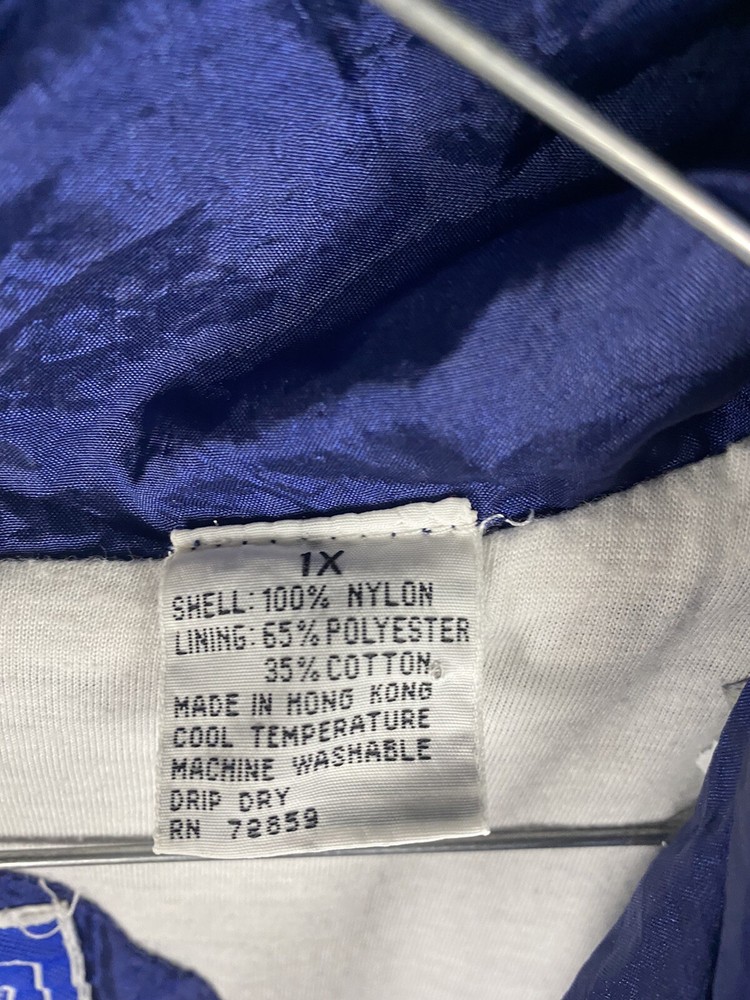 1X
SHELL: 100% NYLON
LINING: 65% POLYESTER
35% COTTON
MADE IN HONG KONG
COOL TEMPERATURE
MACHINE WASHABLE
DRIP DRY
RN 72859